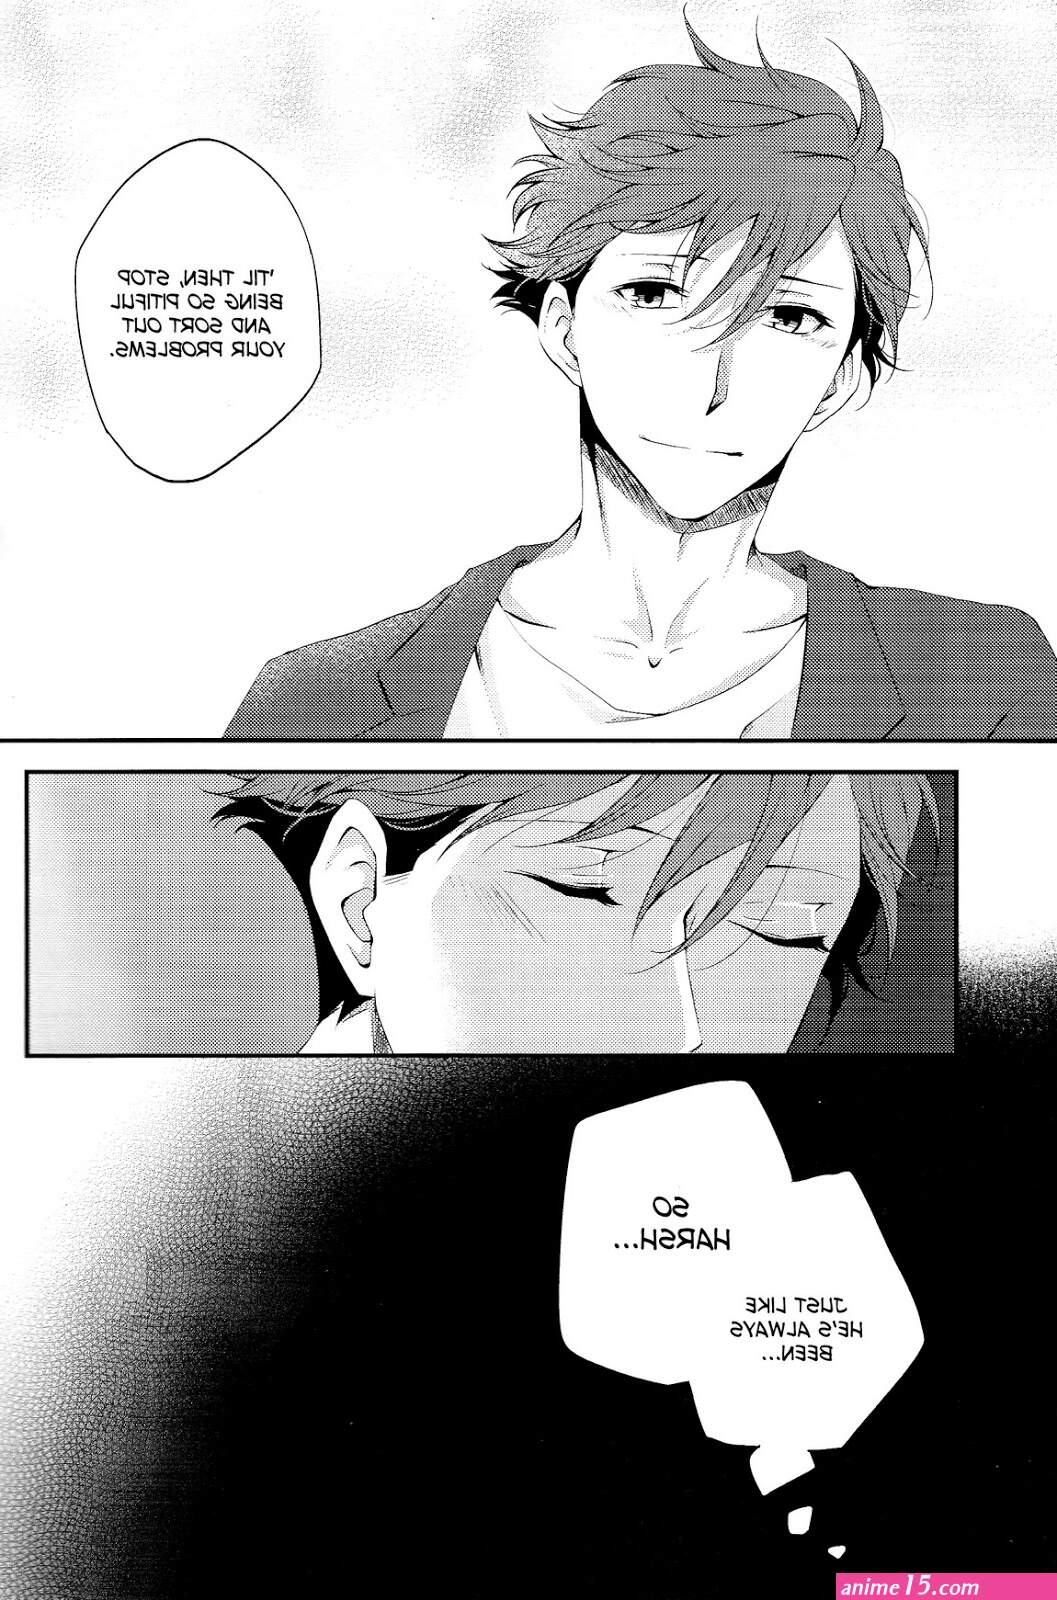 'TIL THEN, STOP
BEING SO PITIFUL
AND SORT OUT
YOUR PROBLEMS.
SO
HARSH...
JUST LIKE
HE'S ALWAYS
BEEN...
anime15.com